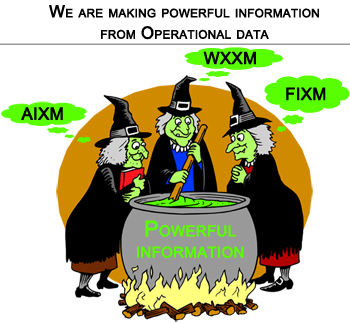 We are making powerful information
from Operational data
WXXM
AIXM
FIXM
Powerful
information